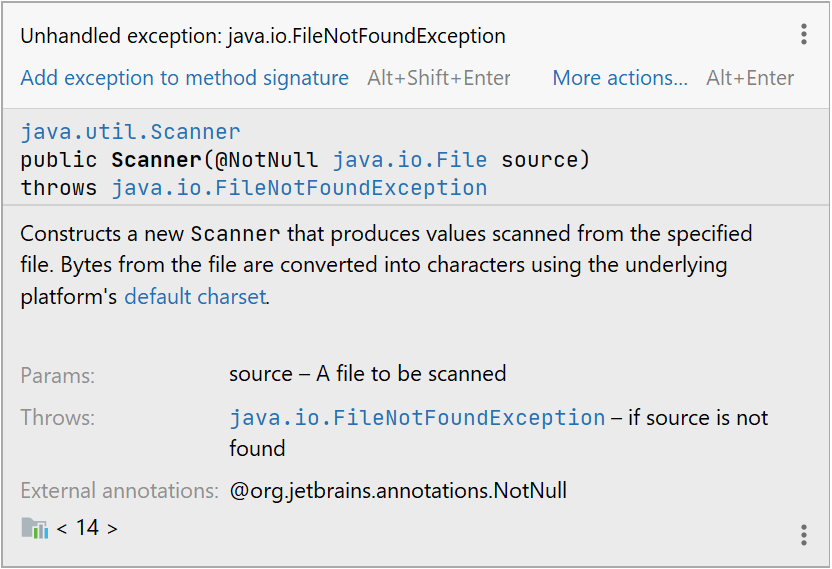 Unhandled exception: java.io.FileNotFoundException
Add exception to method signature Alt+Shift+Enter More actions... Alt+Enter
java.util.Scanner
public Scanner(@NotNull java.io.File source)
throws java.io.FileNotFoundException
Constructs a new Scanner that produces values scanned from the specified
file. Bytes from the file are converted into characters using the underlying
platform's default charset.
Params: source – A file to be scanned
Throws: java.io.FileNotFoundException – if source is not
found
External annotations: @org.jetbrains.annotations.NotNull
< 14 >